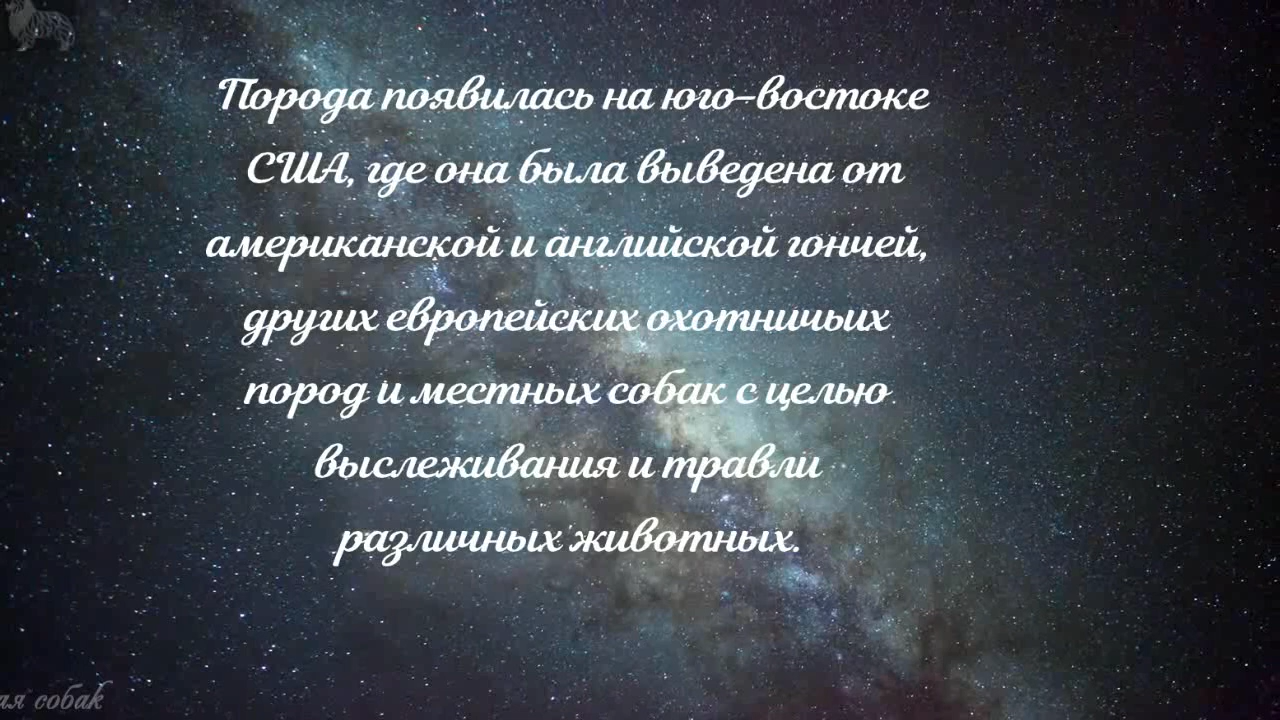 Порода появилась на юго-востоке
США, где она была выведена от
американской и английской гончей,
других европейских охотничьих
пород и местных собак с целью
выслеживания и травли
различных животных.
собак